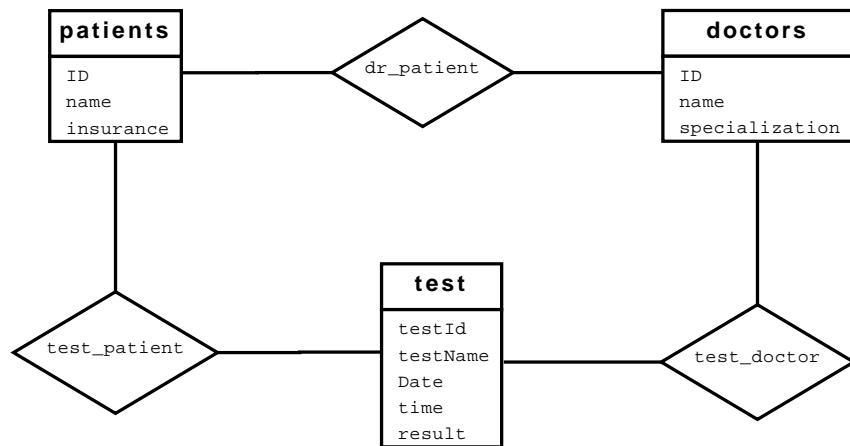 patients
ID
name
insurance
dr_patient
doctors
ID
name
specialization
test_patient
test
testId
testName
Date
time
result
test_doctor